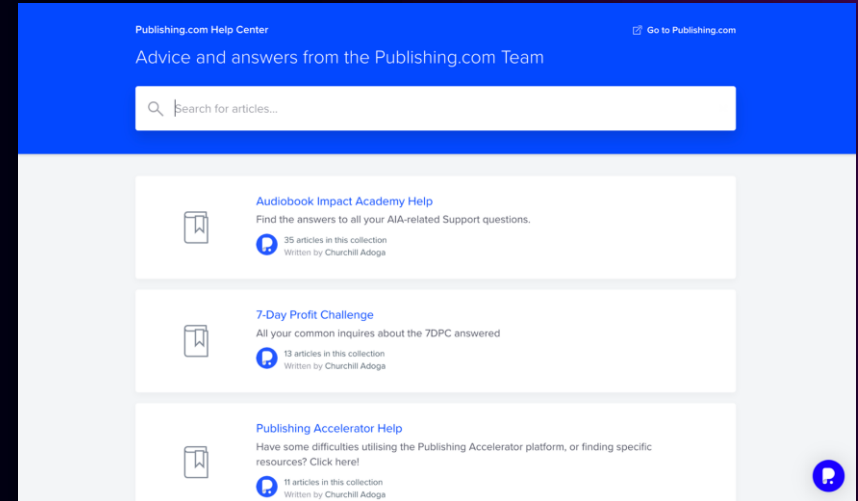 Publishing.com Help Center
Go to Publishing.com
Advice and answers from the Publishing.com Team
Search for articles...
Audiobook Impact Academy Help
Find the answers to all your AIA-related Support questions.
35 articles in this collection
Written by Churchill Adoga
7-Day Profit Challenge
All your common inquires about the 7DPC answered
13 articles in this collection
Written by Churchill Adoga
Publishing Accelerator Help
Have some difficulties utilising the Publishing Accelerator platform, or finding specific
resources? Click here!
11 articles in this collection
Written by Churchill Adoga